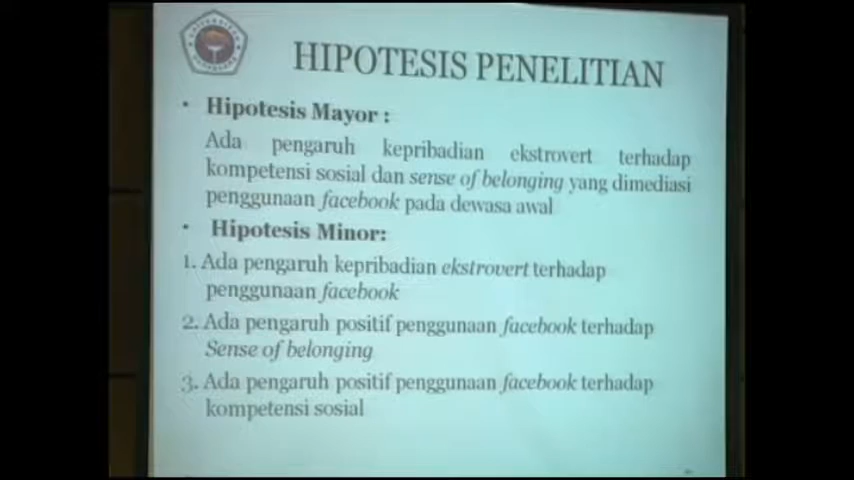 HIPOTESIS PENELITIAN
• Hipotesis Mayor :
Ada pengaruh kepribadian ekstrovert terhadap
kompetensi sosial dan sense of belonging yang dimediasi
penggunaan facebook pada dewasa awal
• Hipotesis Minor:
1. Ada pengaruh kepribadian ekstrovert terhadap
penggunaan facebook
2. Ada pengaruh positif penggunaan facebook terhadap
Sense of belonging
3. Ada pengaruh positif penggunaan facebook terhadap
kompetensi sosial